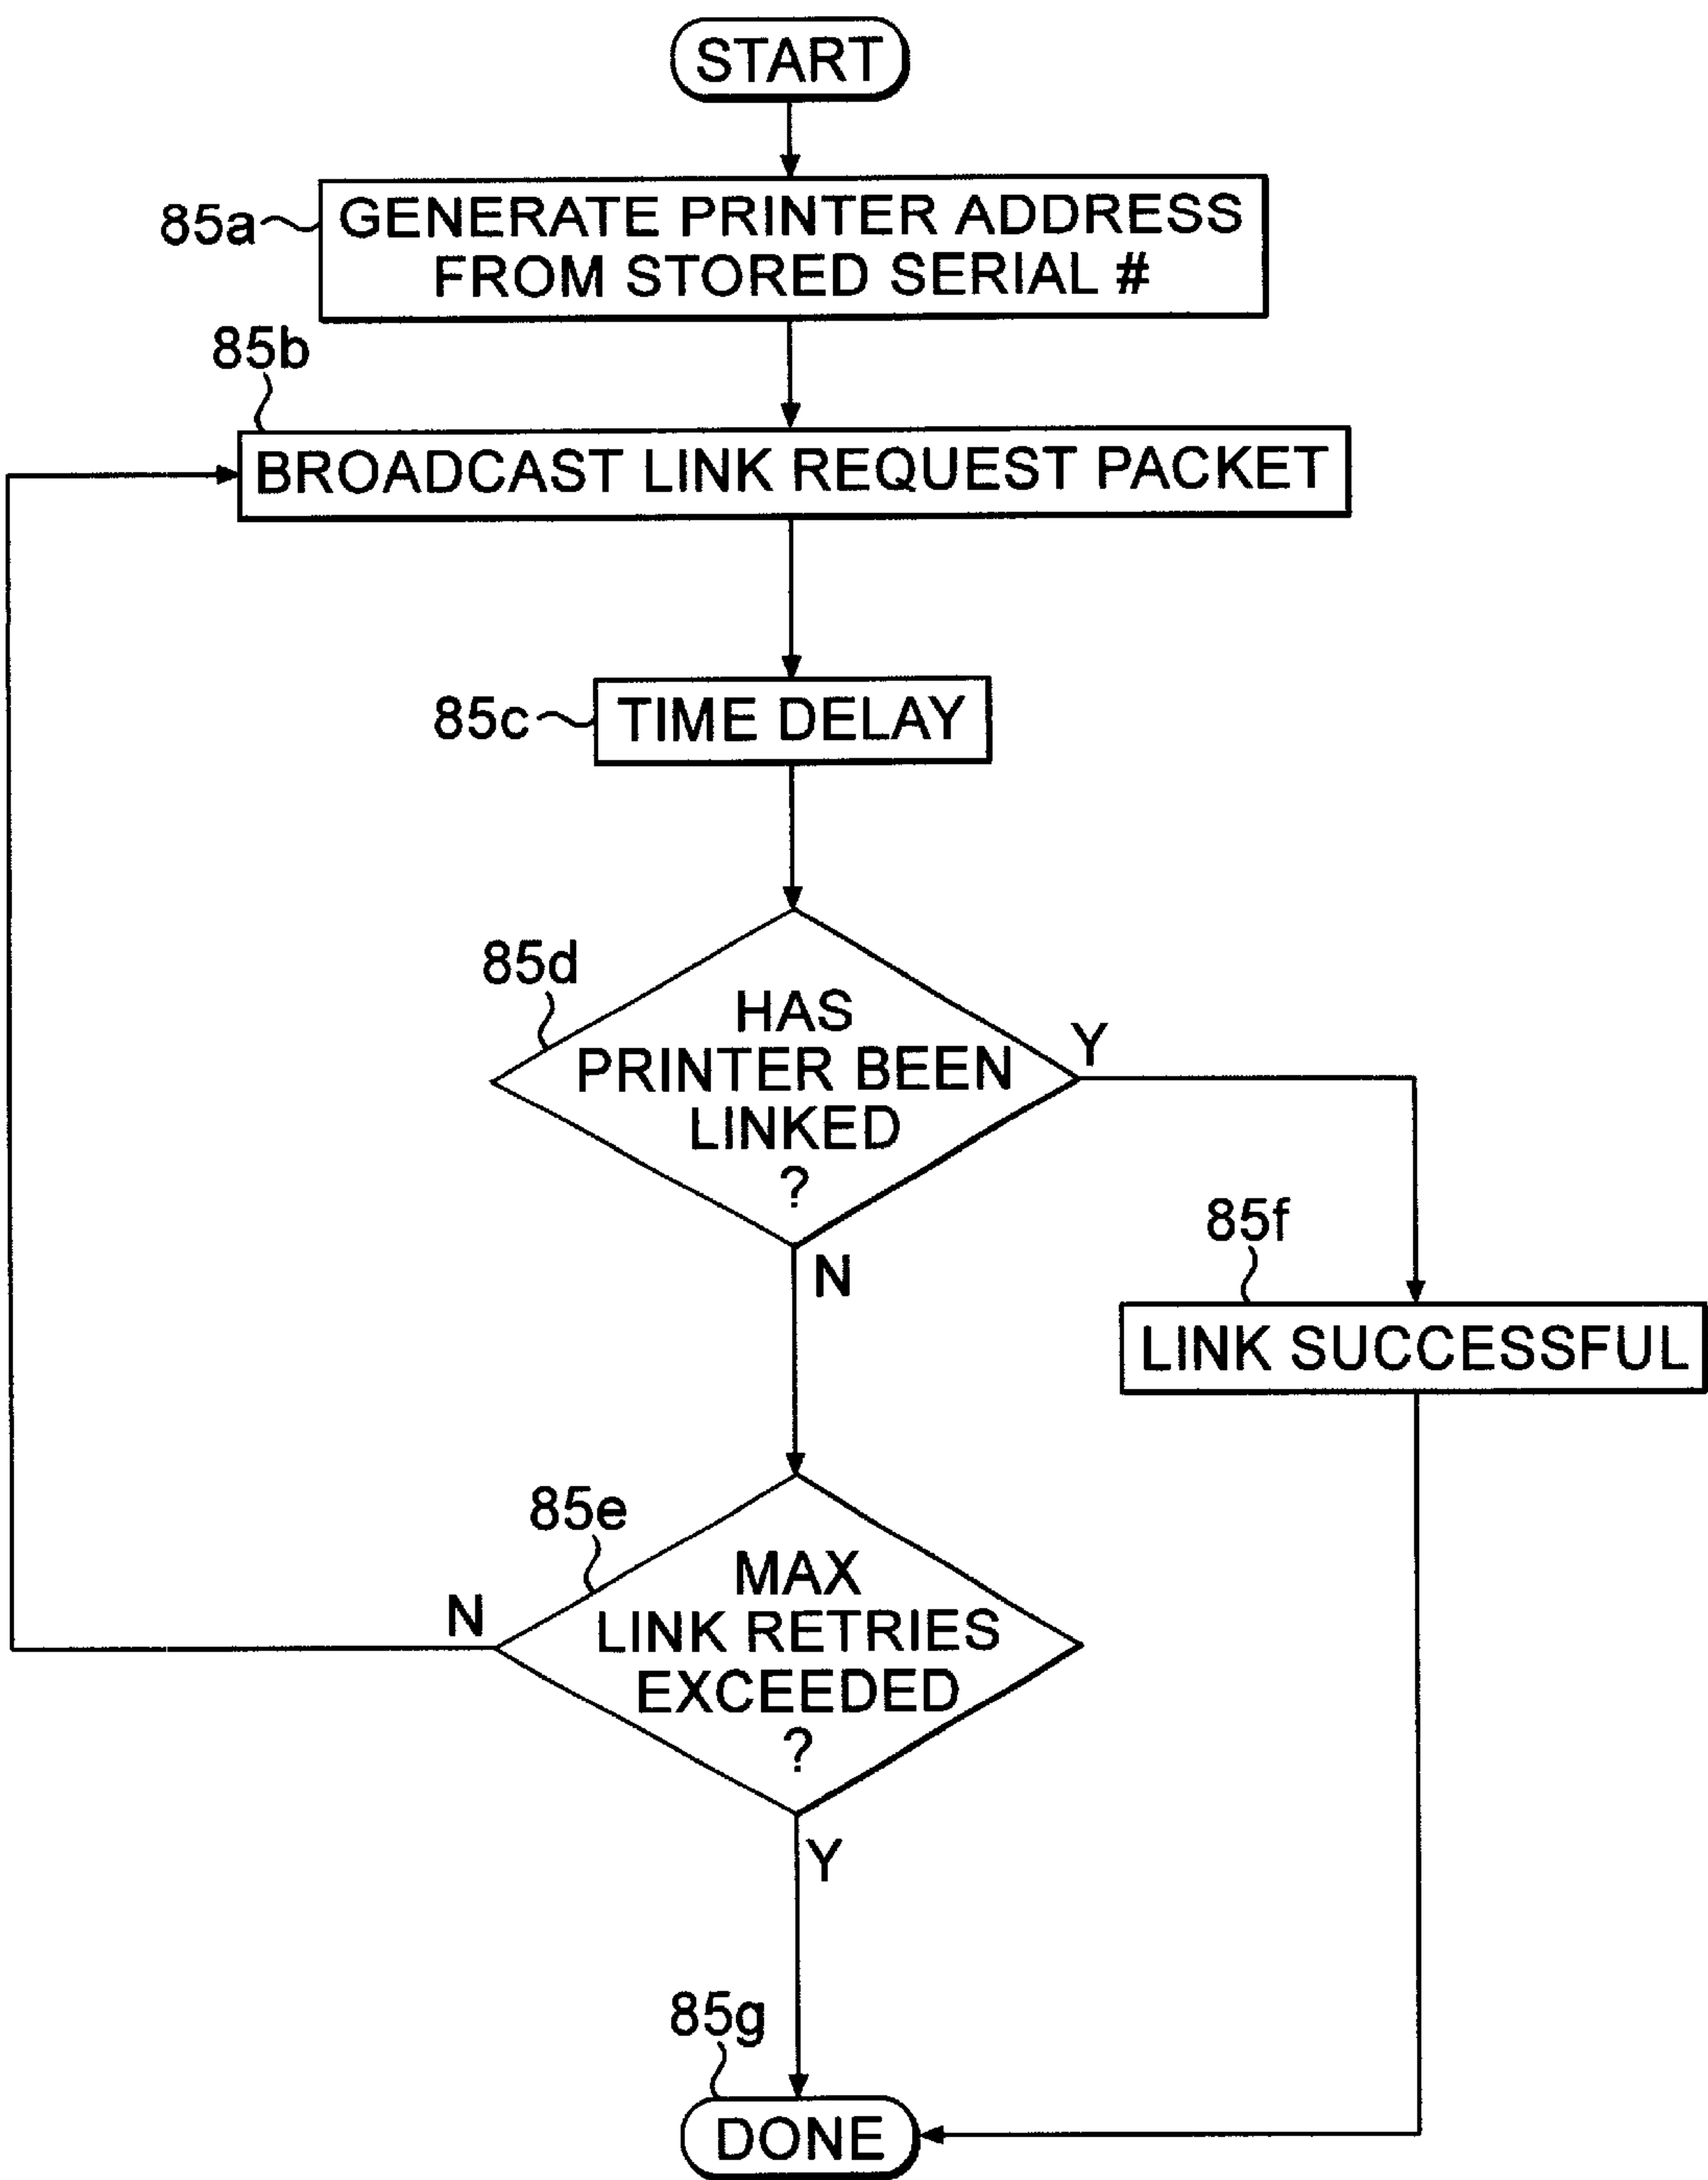 START
85a
GENERATE PRINTER ADDRESS
FROM STORED SERIAL #
85b
BROADCAST LINK REQUEST PACKET
85c
TIME DELAY
85d
HAS
PRINTER BEEN
LINKED
?
Y
N
85f
LINK SUCCESSFUL
85e
MAX
LINK RETRIES
EXCEEDED
?
N
Y
85g
DONE